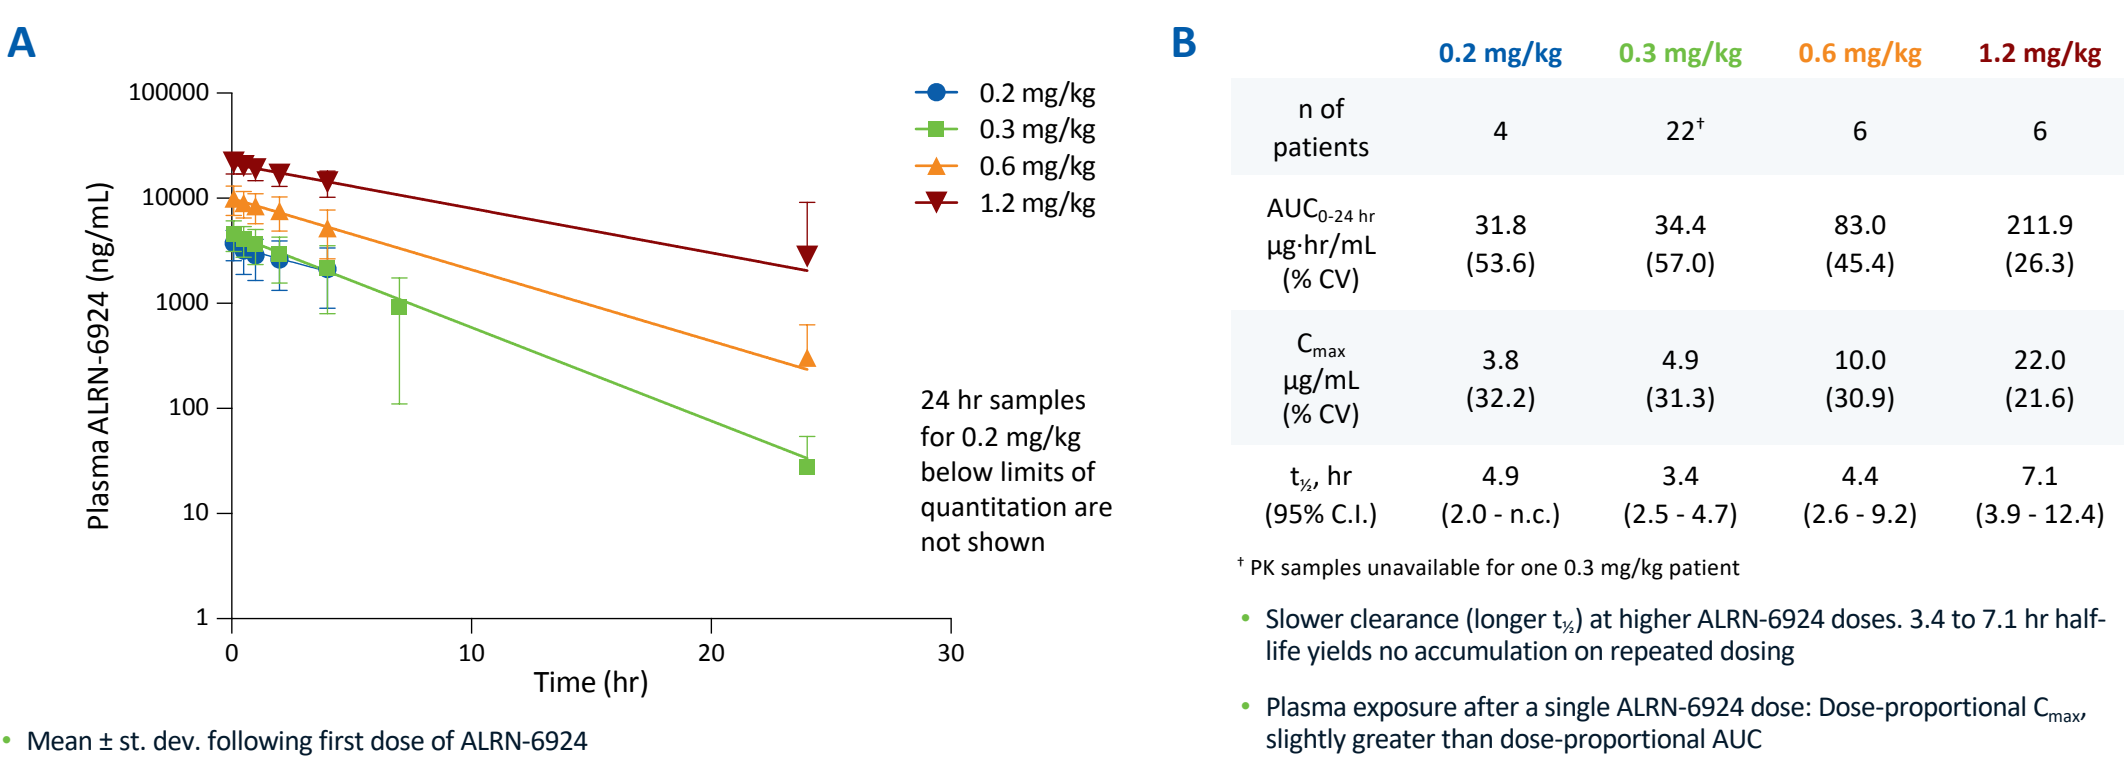 A
100000
10000
1000
100
10
1
Plasma ALRN-6924 (ng/mL)
0
10
20
30
Time (hr)
0.2 mg/kg
0.3 mg/kg
0.6 mg/kg
1.2 mg/kg
24 hr samples
for 0.2 mg/kg
below limits of
quantitation are
not shown
• Mean ± st. dev. following first dose of ALRN-6924
B
0.2 mg/kg 0.3 mg/kg 0.6 mg/kg 1.2 mg/kg
n of
patients
4 22† 6 6
AUC0-24 hr
µg·hr/mL
(% CV)
31.8 34.4 83.0 211.9
(53.6) (57.0) (45.4) (26.3)
Cmax
µg/mL
(% CV)
3.8 4.9 10.0 22.0
(32.2) (31.3) (30.9) (21.6)
t½, hr 4.9 3.4 4.4 7.1
(95% C.I.) (2.0 - n.c.) (2.5 - 4.7) (2.6 - 9.2) (3.9 - 12.4)
† PK samples unavailable for one 0.3 mg/kg patient
• Slower clearance (longer t½) at higher ALRN-6924 doses. 3.4 to 7.1 hr half-
life yields no accumulation on repeated dosing
• Plasma exposure after a single ALRN-6924 dose: Dose-proportional Cmax,
slightly greater than dose-proportional AUC